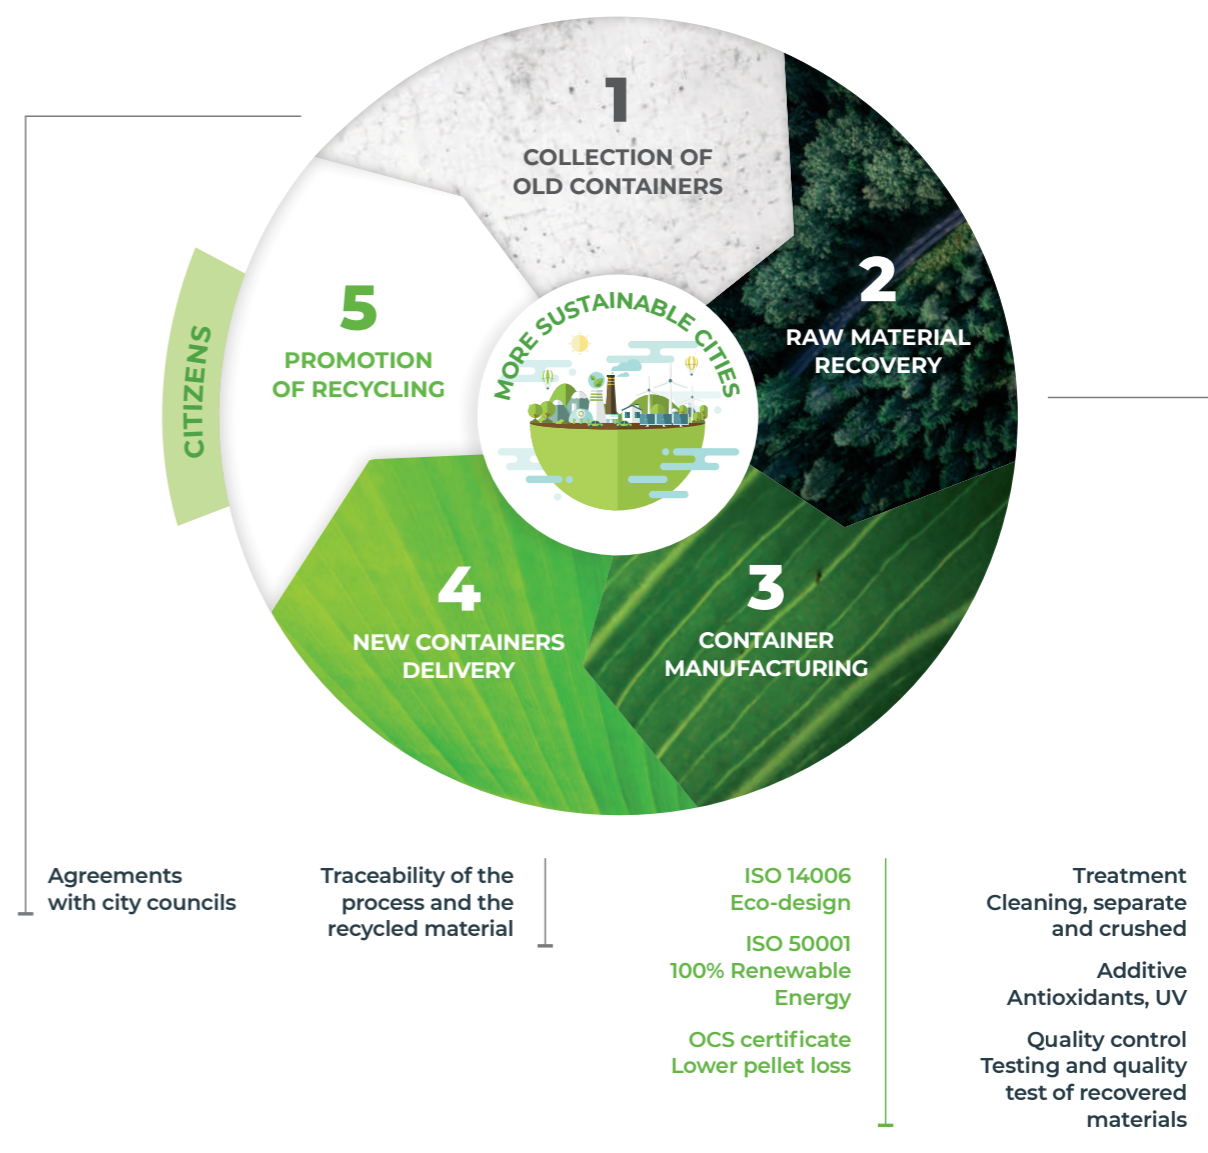 1
COLLECTION OF
OLD CONTAINERS
2
RAW MATERIAL
RECOVERY
3
CONTAINER
MANUFACTURING
4
NEW CONTAINERS
DELIVERY
5
PROMOTION
OF RECYCLING
CITIZENS
MORE SUSTAINABLE CITIES
Agreements
with city councils
Traceability of the
process and the
recycled material
ISO 14006
Eco-design
ISO 50001
100% Renewable
Energy
OCS certificate
Lower pellet loss
Treatment
Cleaning, separate
and crushed
Additive
Antioxidants, UV
Quality control
Testing and quality
test of recovered
materials